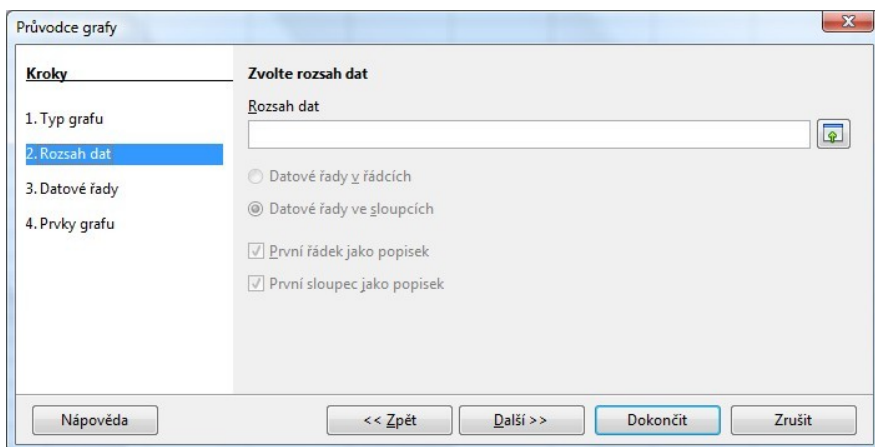 Průvodce grafy
Kroky
1. Typ grafu
2. Rozsah dat
3. Datové řady
4. Prvky grafu
Zvolte rozsah dat
Rozsah dat
Datové řady v řádcích
Datové řady ve sloupcích
První řádek jako popisek
První sloupec jako popisek
Nápověda
<< Zpět
Další >>
Dokončit
Zrušit